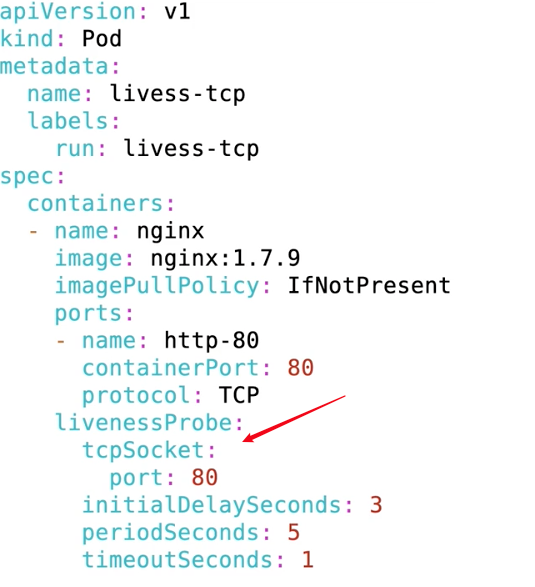 apiVersion: v1
kind: Pod
metadata:
  name: livess-tcp
  labels:
    run: livess-tcp
spec:
  containers:
  - name: nginx
    image: nginx:1.7.9
    imagePullPolicy: IfNotPresent
    ports:
    - name: http-80
      containerPort: 80
      protocol: TCP
    livenessProbe:
      tcpSocket:
        port: 80
      initialDelaySeconds: 3
      periodSeconds: 5
      timeoutSeconds: 1